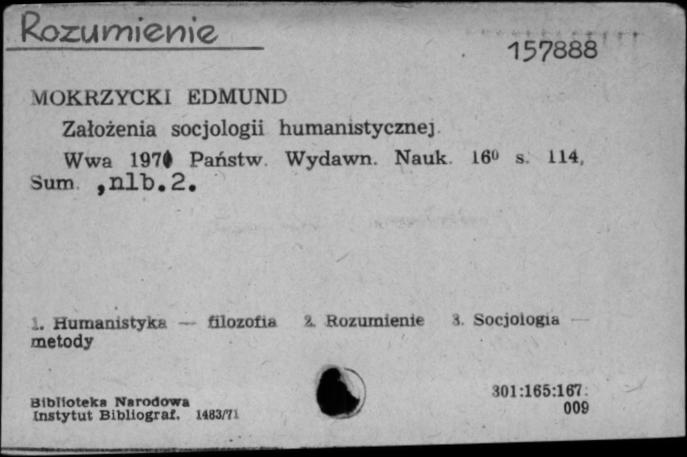 Rozumienie
157888
MOKRZYCKI EDMUND
Założenia socjologii humanistycznej.
Wwa Państw. Wydawn. Nauk. 16⁰ s. 114,
Sum. ,nlb.2.
1. Humanistyka — filozofia 2. Rozumienie 3. Socjologia —
metody
Biblioteka Narodowa
Instytut Bibliograf. 1483/71
301:165:167:
009